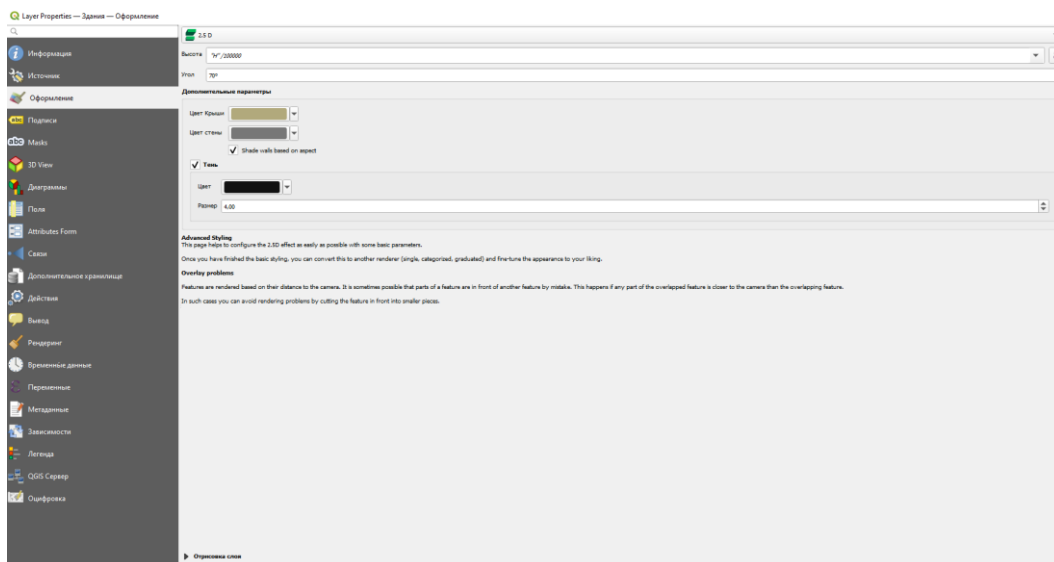 Layer Properties — Здания — Оформление
2.5 D
Информация
Высота "H" /100000
Источник
Угол 70°
Оформление
Дополнительные параметры
Подписи
Цвет Крыши
Masks
Цвет стены
Shade walls based on aspect
3D View
Тень
Диаграммы
Цвет
Поля
Размер 4,00
Attributes Form
Advanced Styling
This page helps to configure the 2.5D effect as easily as possible with some basic parameters.
Связи
Once you have finished the basic styling, you can convert this to another renderer (single, categorized, graduated) and fine-tune the appearance to your liking.
Дополнительное хранилище
Overlay problems
Features are rendered based on their distance to the camera. It is sometimes possible that parts of a feature are in front of another feature by mistake. This happens if any part of the overlapped feature is closer to the camera than the overlapping feature.
Действия
In such cases you can avoid rendering problems by cutting the feature in front into smaller pieces.
Вывод
Рендеринг
Временные данные
Переменные
Метаданные
Зависимости
Легенда
QGIS Сервер
Оцифровка
Отрисовка слоя